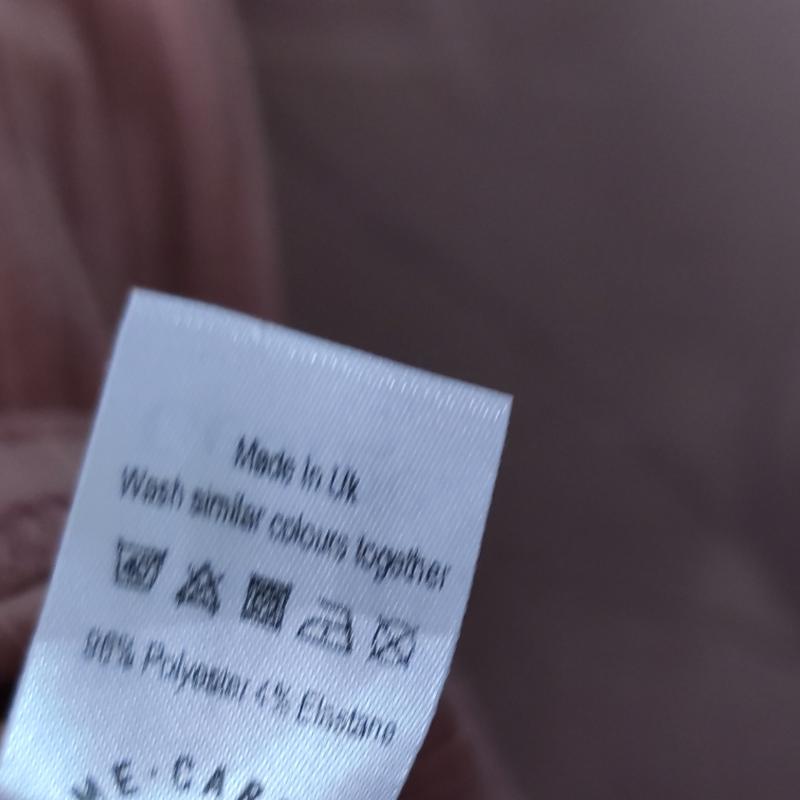 Made In Uk
Wash similar colours together
96% Polyester 4% Elastane